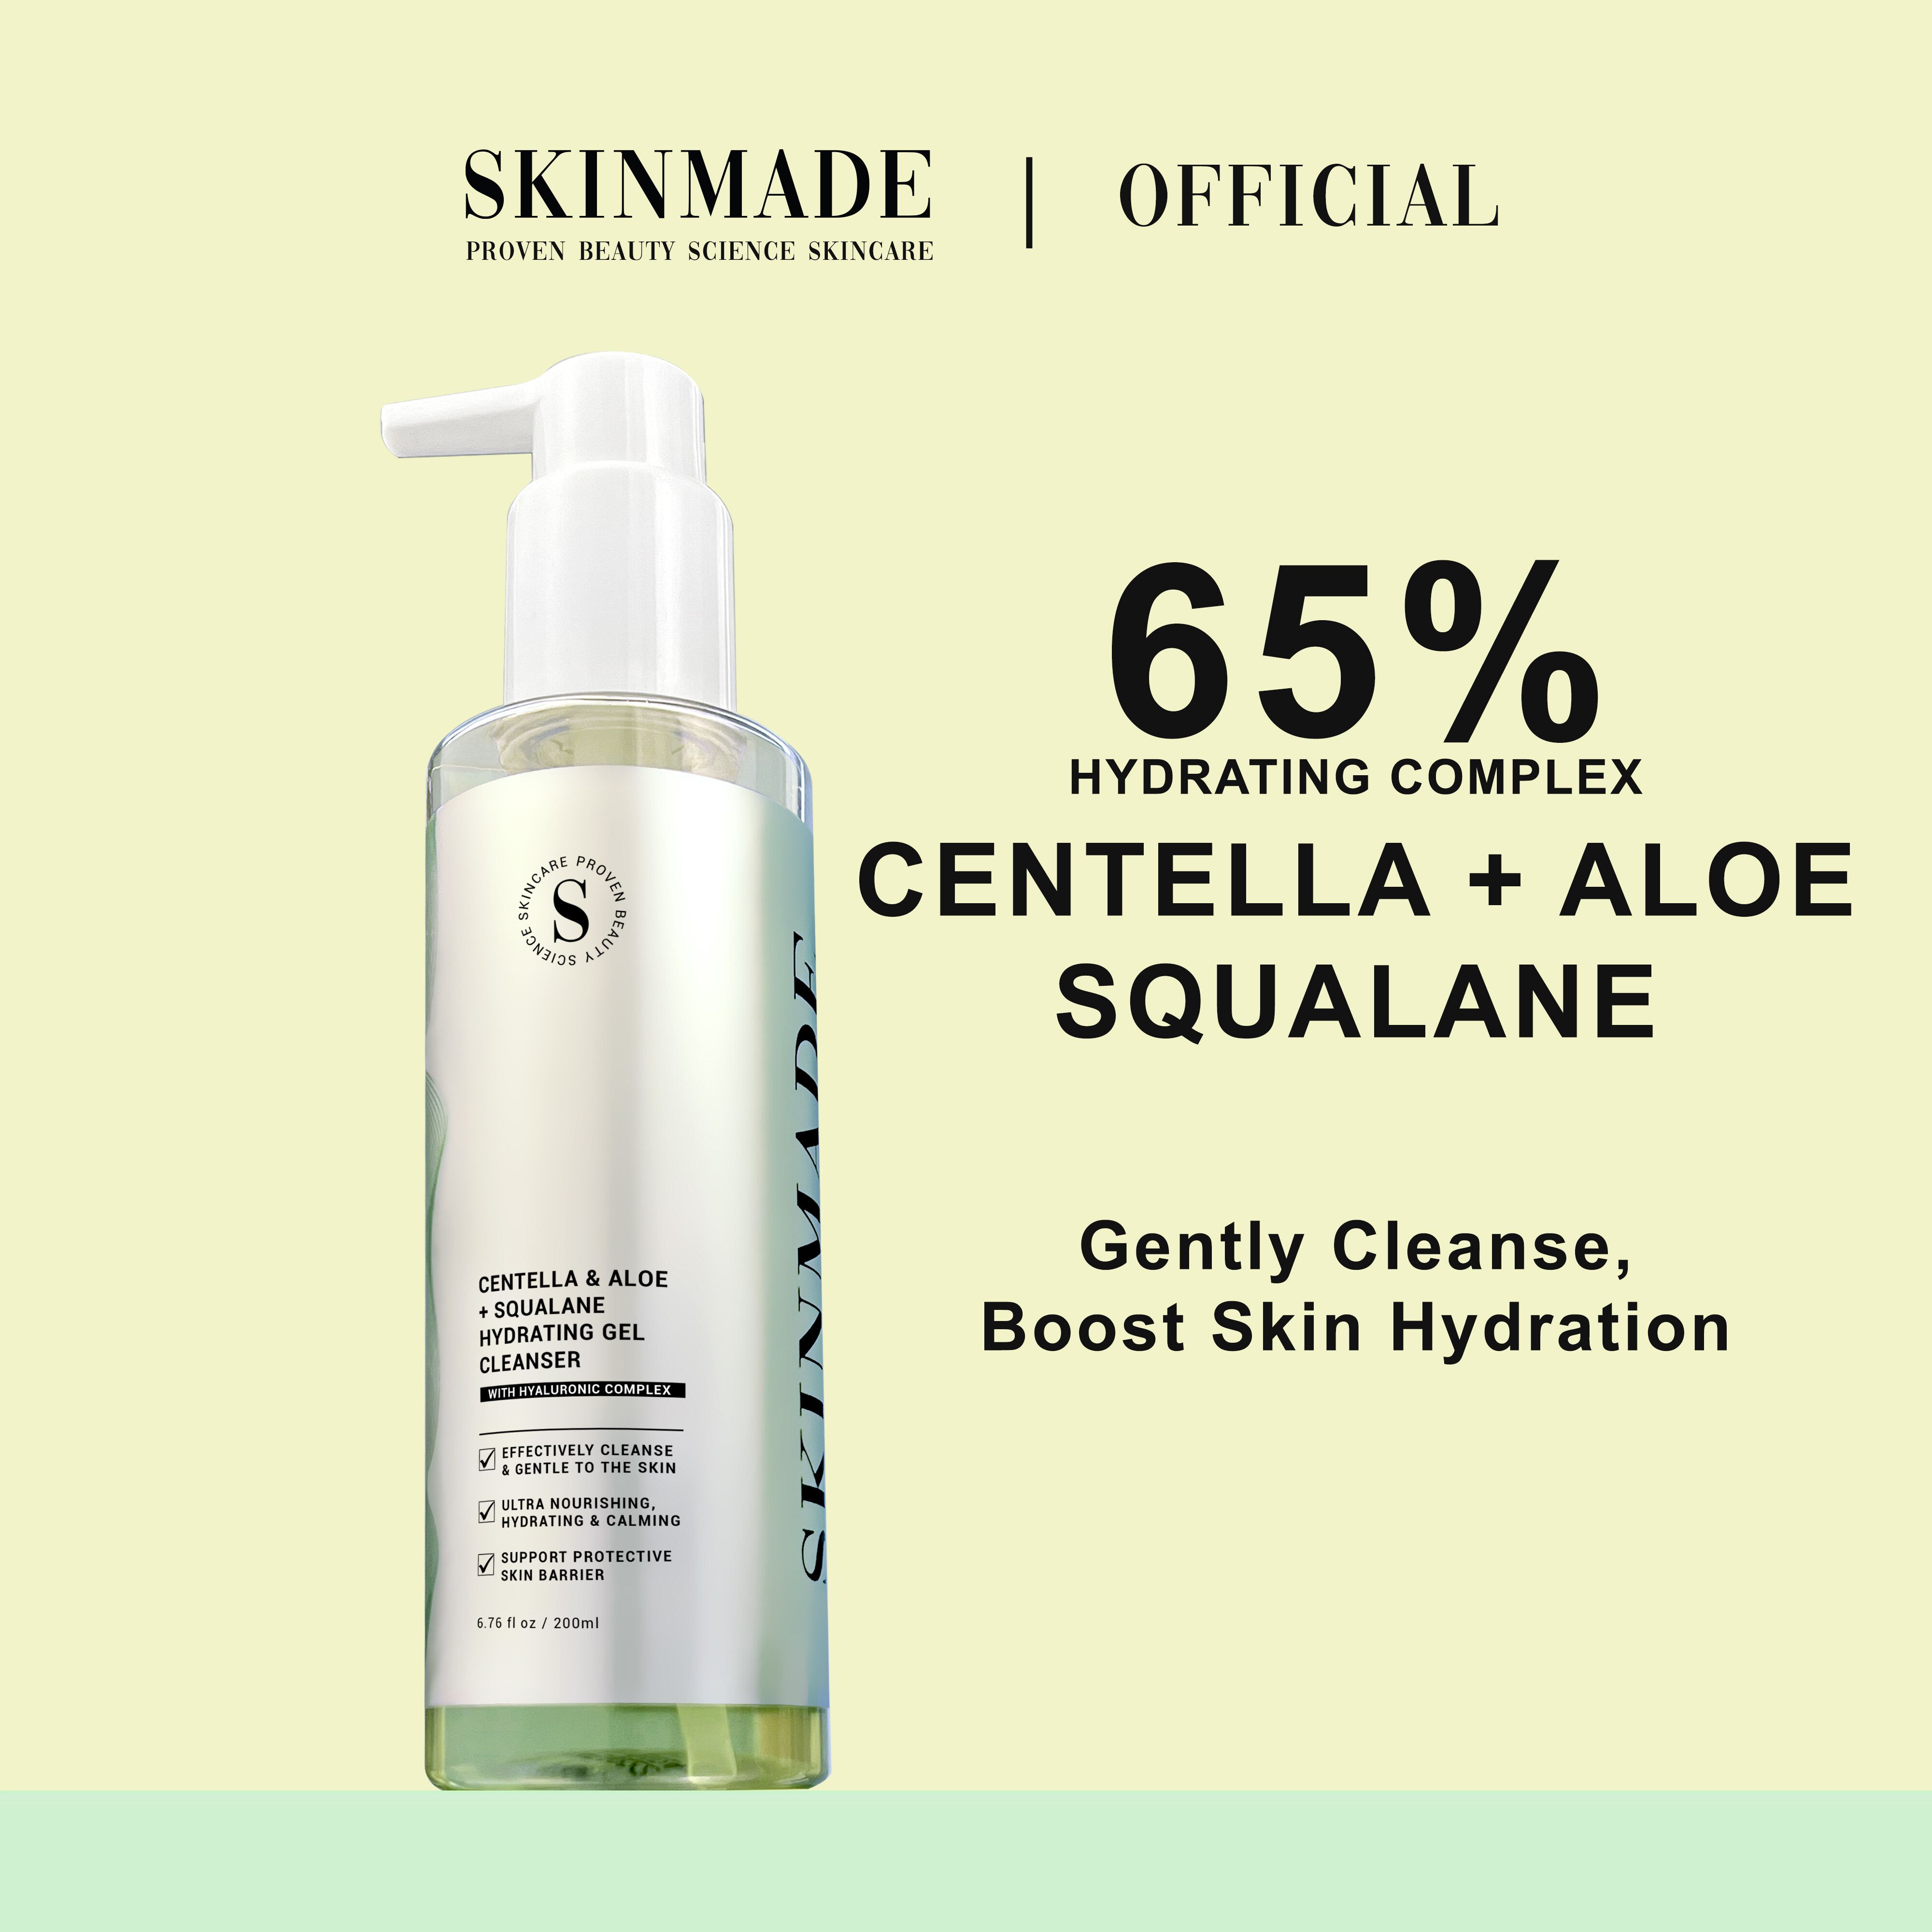 SKINMADE
PROVEN BEAUTY SCIENCE SKINCARE
| OFFICIAL
65%
HYDRATING COMPLEX
CENTELLA + ALOE
SQUALANE
Gently Cleanse,
Boost Skin Hydration
SKINCARE PROVEN BEAUTY SCIENCE
S
CENTELLA & ALOE
+ SQUALANE
HYDRATING GEL
CLEANSER
WITH HYALURONIC COMPLEX
EFFECTIVELY CLEANSE
& GENTLE TO THE SKIN
ULTRA NOURISHING,
HYDRATING & CALMING
SUPPORT PROTECTIVE
SKIN BARRIER
6.76 fl oz / 200ml
SKINMADE